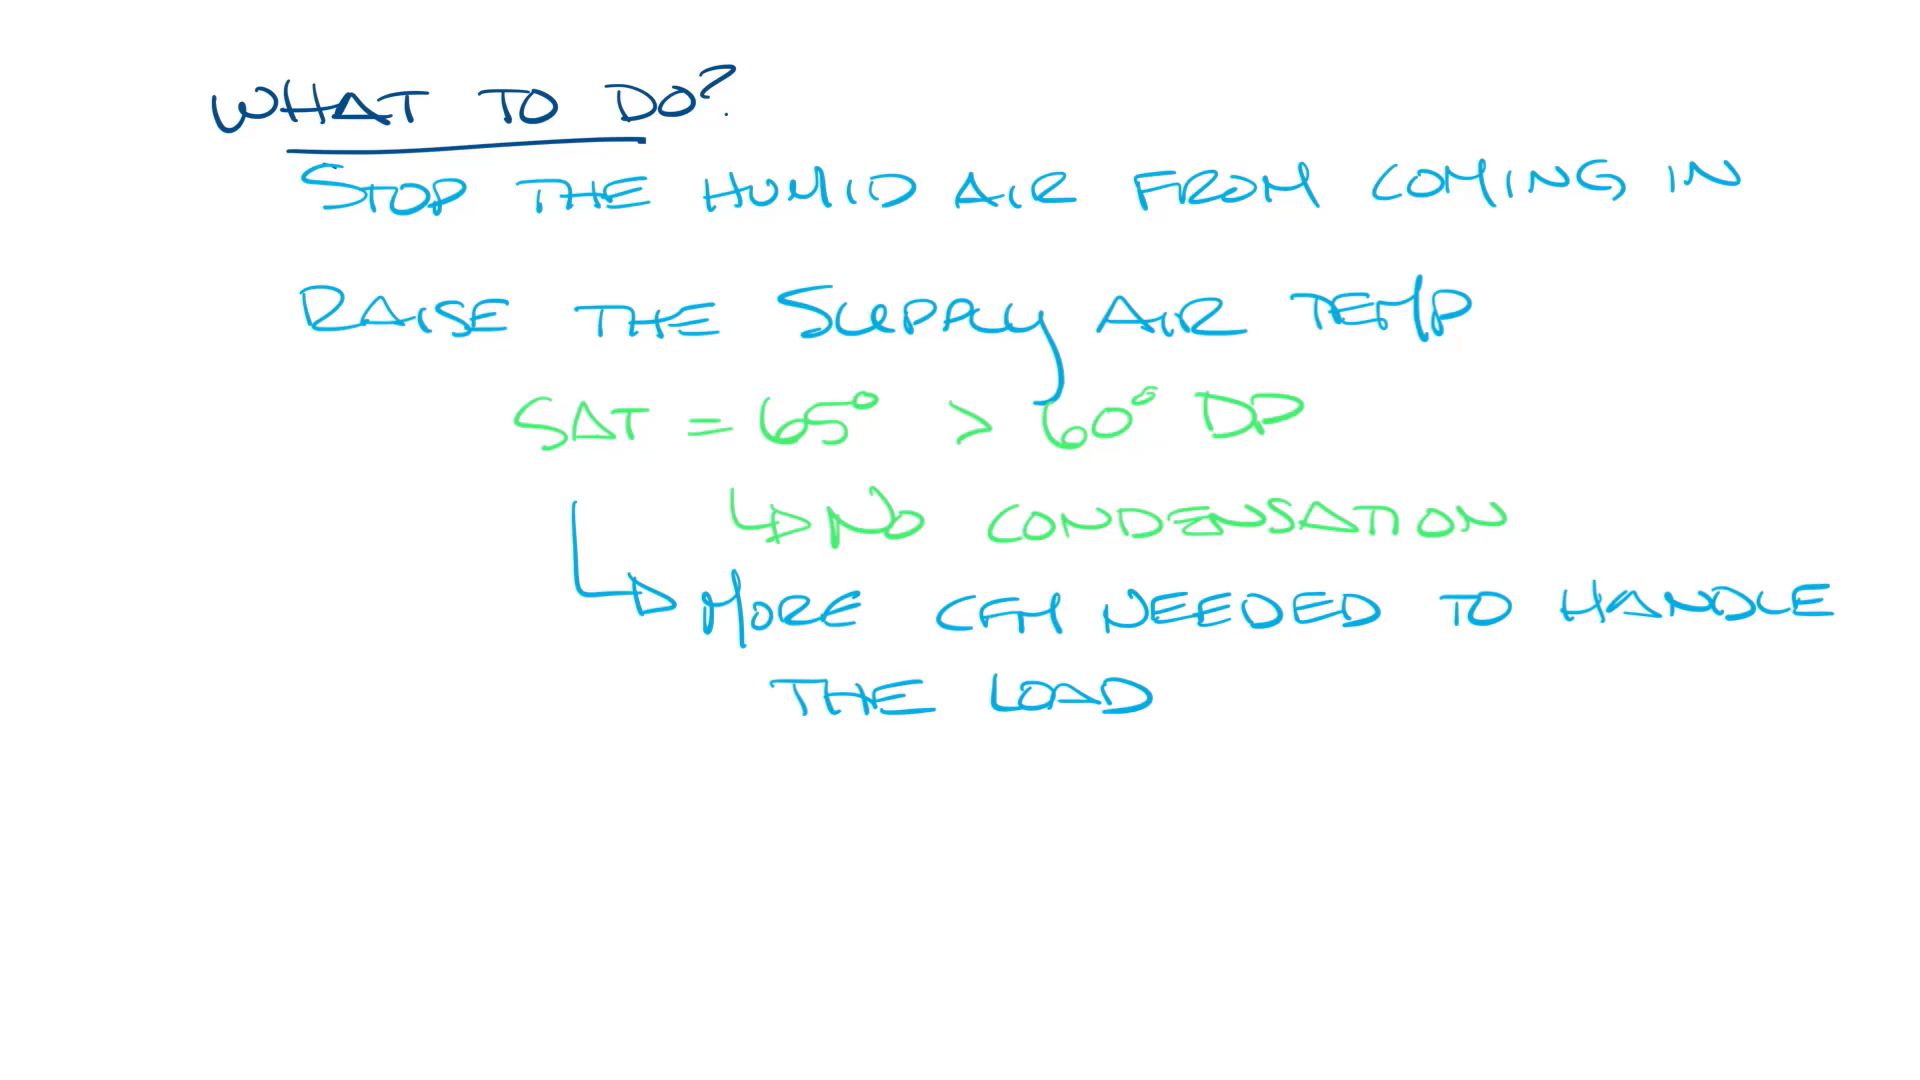 WHAT TO DO?
STOP THE HUMID AIR FROM COMING IN
RAISE THE SUPPLY AIR TEMP
SAT = 65° > 60° DP
↳ NO CONDENSATION
↳ MORE CFM NEEDED TO HANDLE
THE LOAD